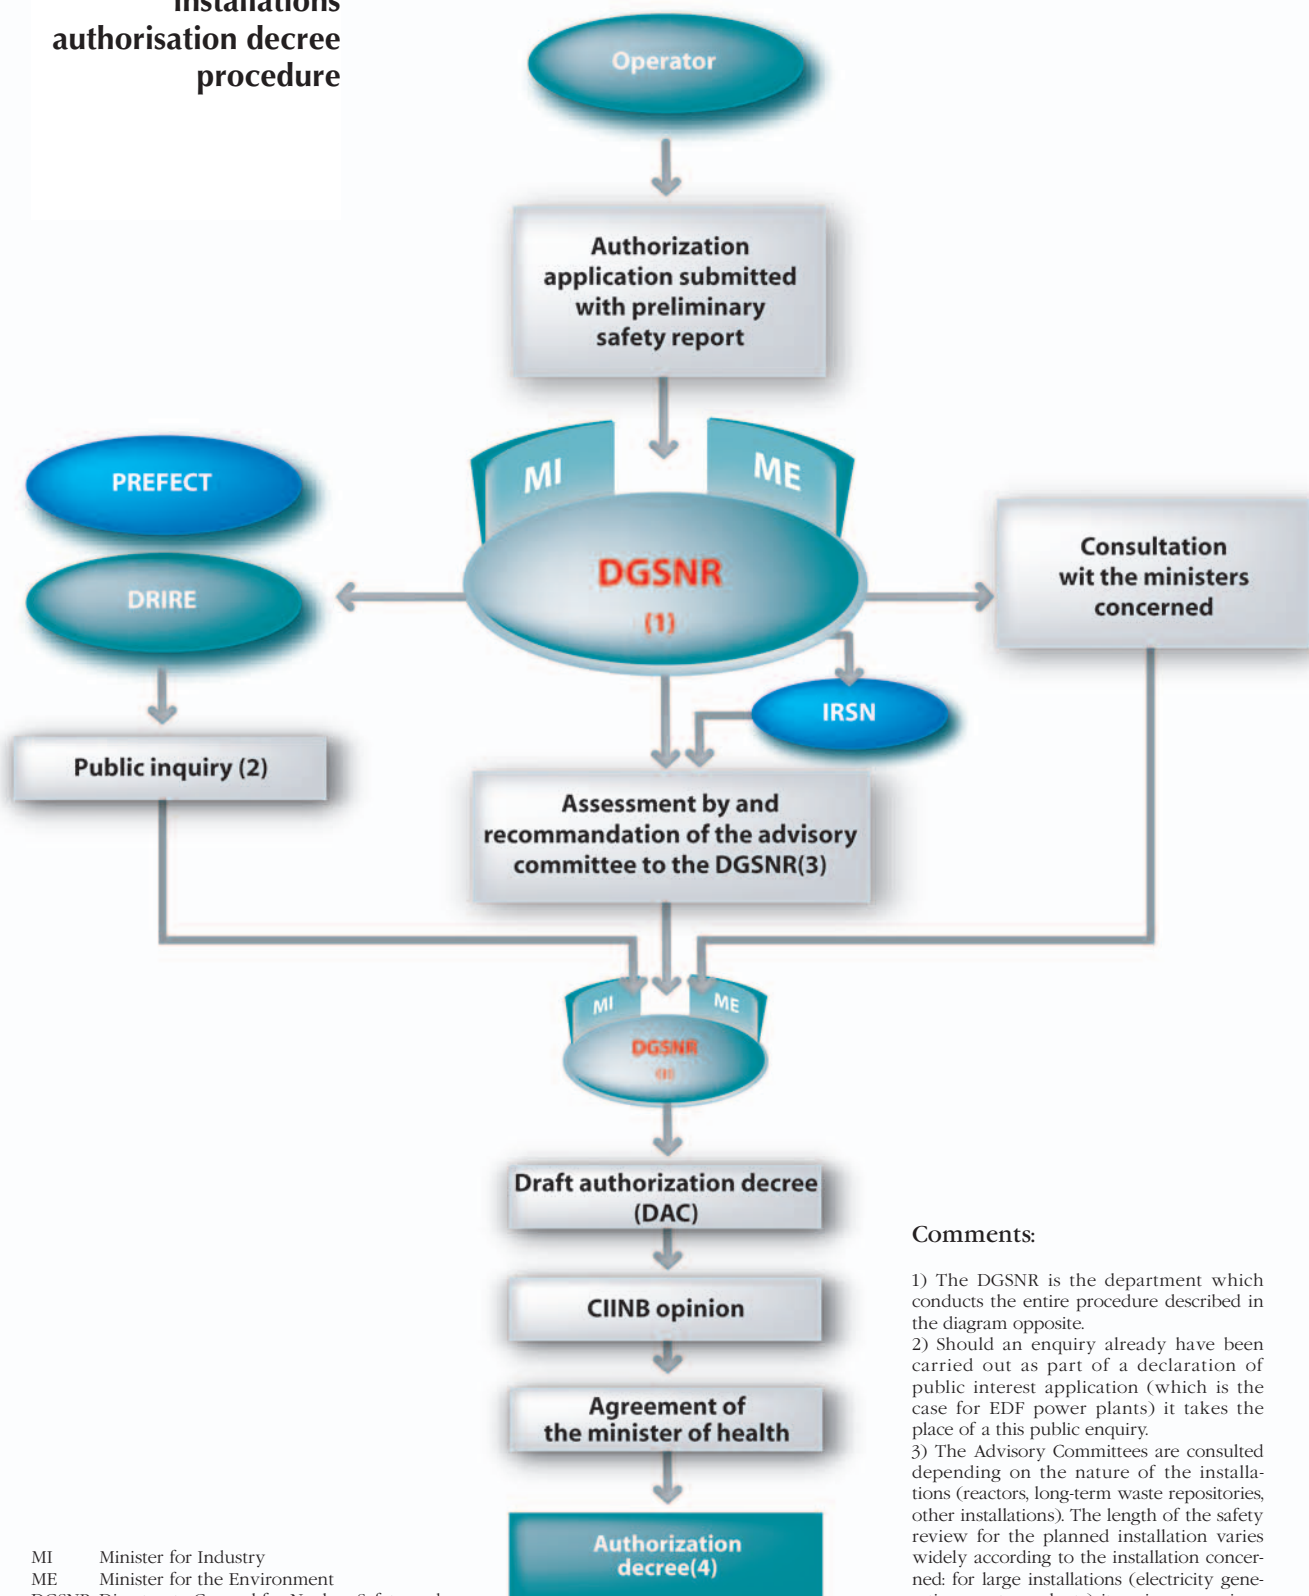 installations
authorisation decree
procedure
Operator
Authorization
application submitted
with preliminary
safety report
MI
ME
PREFECT
DGSNR
(1)
DRIRE
Consultation
wit the ministers
concerned
IRSN
Public inquiry (2)
Assessment by and
recommandation of the advisory
committee to the DGSNR(3)
MI
ME
DGSNR
Draft authorization decree
(DAC)
CIINB opinion
Agreement of
the minister of health
Authorization
decree(4)
MI Minister for Industry
ME Minister for the Environment
Comments:
1) The DGSNR is the department which
conducts the entire procedure described in
the diagram opposite.
2) Should an enquiry already have been
carried out as part of a declaration of
public interest application (which is the
case for EDF power plants) it takes the
place of a this public enquiry.
3) The Advisory Committees are consulted
depending on the nature of the installa-
tions (reactors, long-term waste repositories,
other installations). The length of the safety
review for the planned installation varies
widely according to the installation concer-
ned: for large installations (electricity gene-